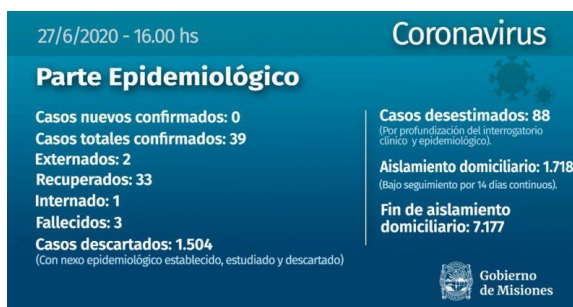 27/6/2020 - 16.00 hs
Coronavirus
Parte Epidemiológico
Casos nuevos confirmados: 0
Casos totales confirmados: 39
Externados: 2
Recuperados: 33
Internado: 1
Fallecidos: 3
Casos descartados: 1.504
(Con nexo epidemiológico establecido, estudiado y descartado)
Casos desestimados: 88
(Por profundización del interrogatorio
clínico y epidemiológico).
Aislamiento domiciliario: 1.718
(Bajo seguimiento por 14 días continuos).
Fin de aislamiento
domiciliario: 7.177
Gobierno
de Misiones